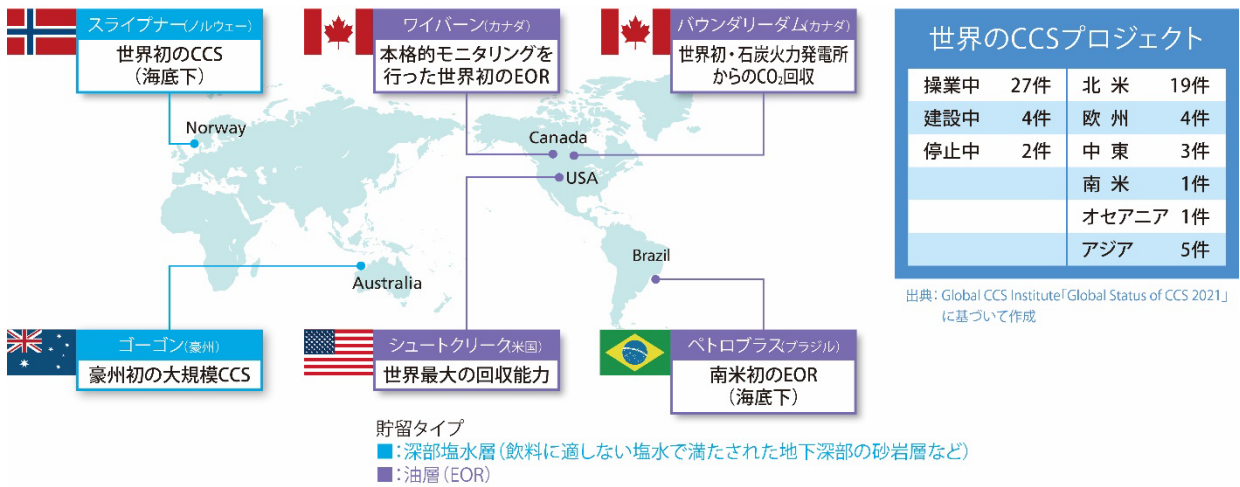 スライプナー(ノルウェー)
世界初のCCS
(海底下)
ワイバーン(カナダ)
本格的モニタリングを
行った世界初のEOR
バウンダリーダム(カナダ)
世界初・石炭火力発電所
からのCO₂回収
Norway
Canada
USA
Brazil
Australia
ゴーゴン(豪州)
豪州初の大規模CCS
シュートクリーク(米国)
世界最大の回収能力
ペトロブラス(ブラジル)
南米初のEOR
(海底下)
貯留タイプ
■:深部塩水層(飲料に適しない塩水で満たされた地下深部の砂岩層など)
■:油層(EOR)
世界のCCSプロジェクト
操業中 27件 北 米 19件
建設中 4件 欧 州 4件
停止中 2件 中 東 3件
南 米 1件
オセアニア 1件
アジア 5件
出典:Global CCS Institute「Global Status of CCS 2021」
に基づいて作成